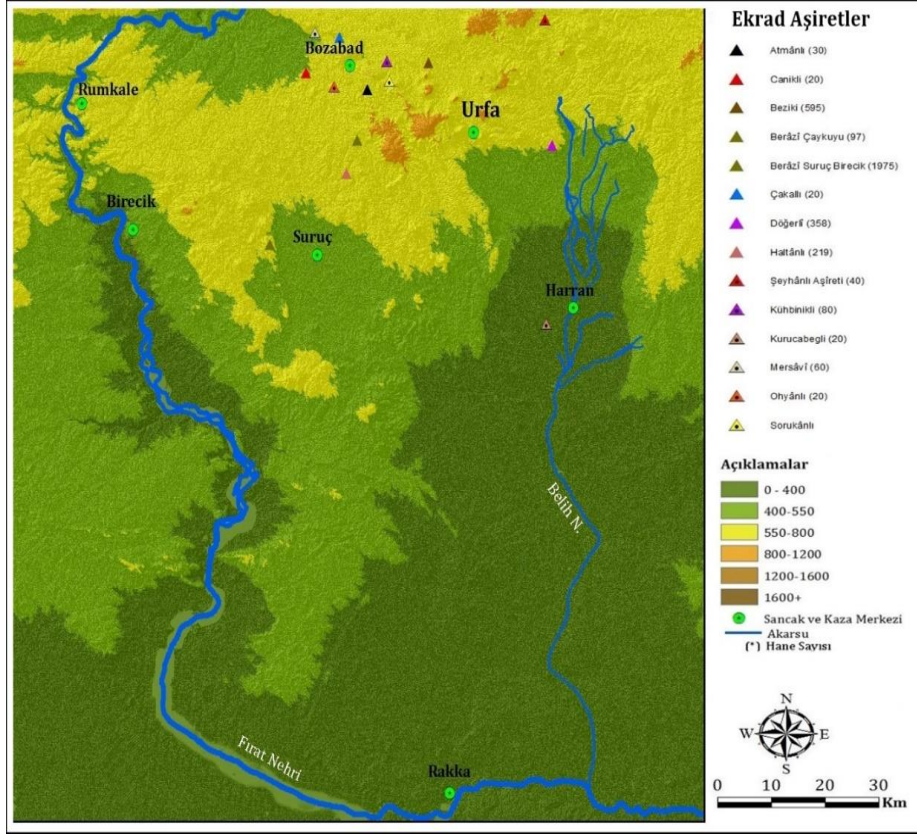 Bozabad
Rumkale
Urfa
Birecik
Suruç
Harran
Belih N.
Fırat Nehri
Rakka
Ekrad Aşiretler
Atmânlı (30)
Canikli (20)
Beziki (595)
Berâzî Çaykuyu (97)
Berâzî Suruç Birecik (1975)
Çakallı (20)
Döğerlî (358)
Haltânlı (219)
Şeyhânlı Aşîreti (40)
Kühbinikli (80)
Kurucabegli (20)
Mersâvî (60)
Ohyânlı (20)
Sorukânlı
Açıklamalar
0 - 400
400-550
550-800
800-1200
1200-1600
1600+
Sancak ve Kaza Merkezi
Akarsu
(*) Hane Sayısı
N
W E
S
0 10 20 30
Km